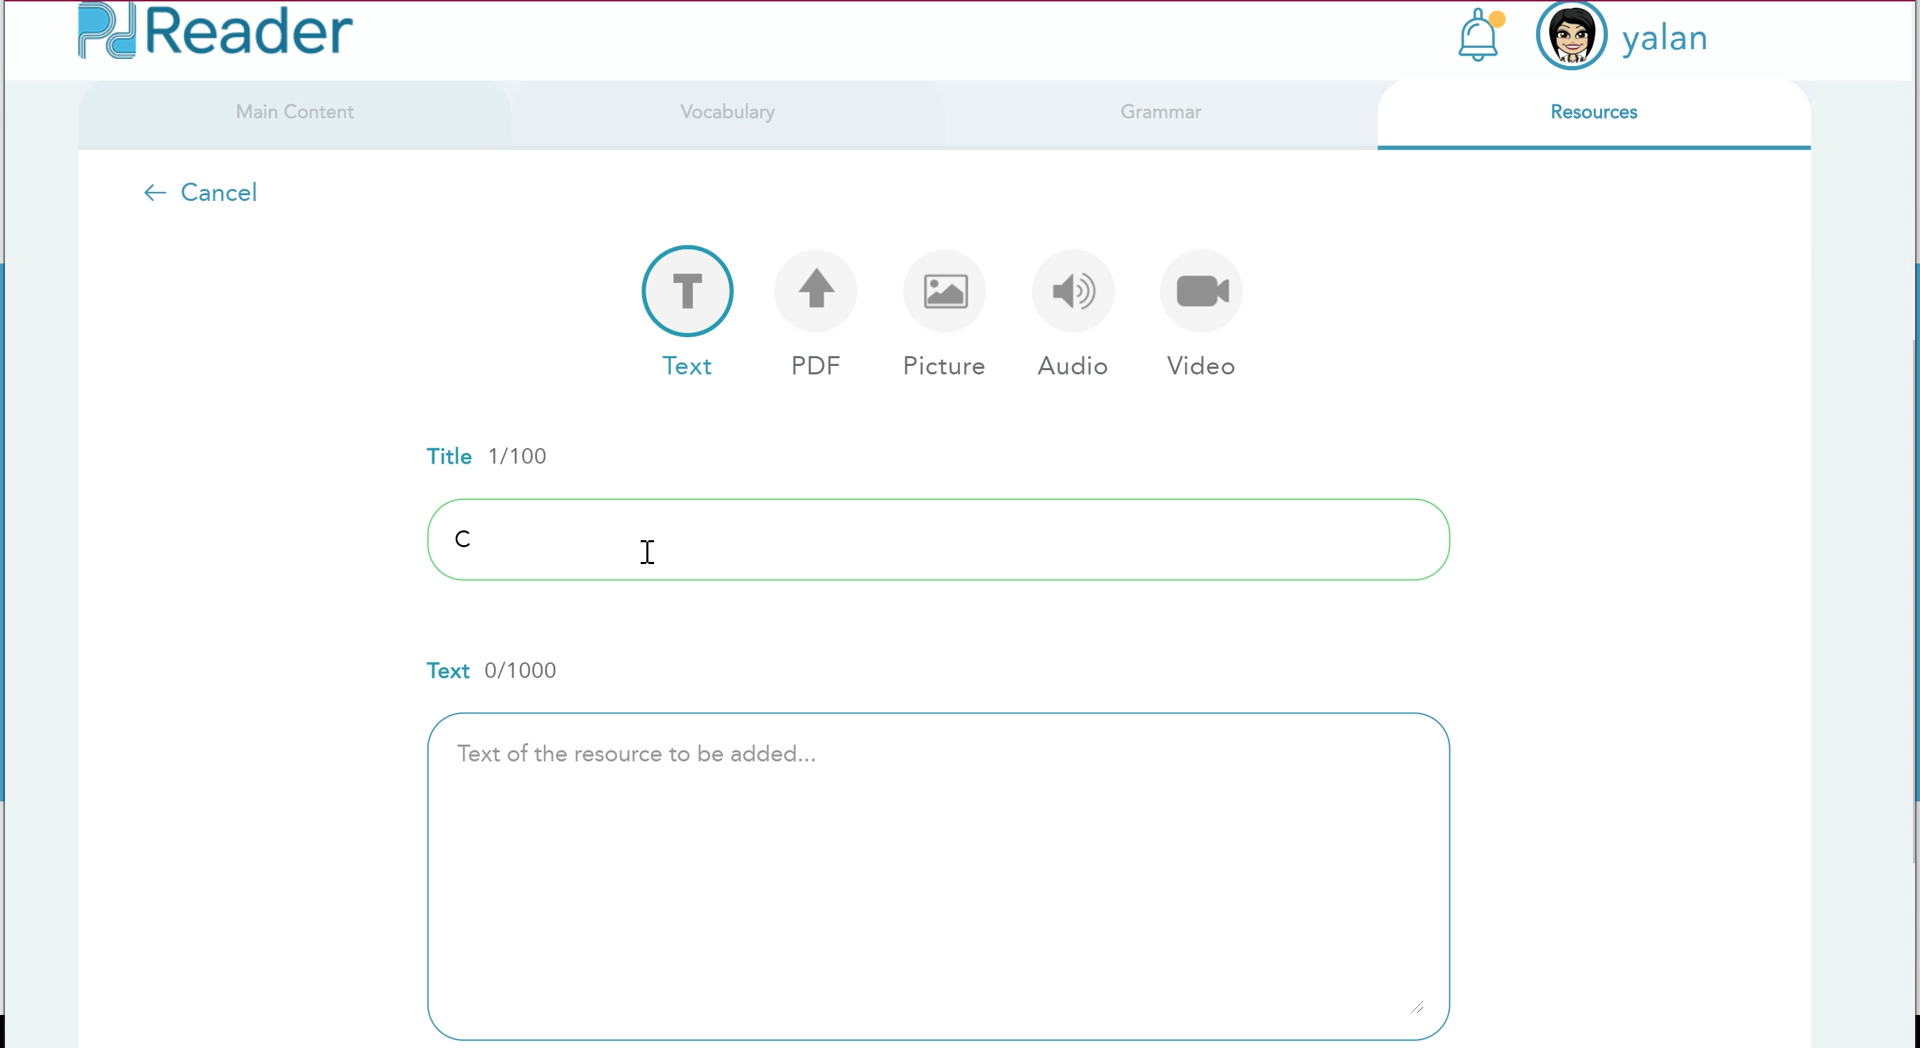 Reader
yalan
Main Content
Vocabulary
Grammar
Resources
← Cancel
T
Text
PDF
Picture
Audio
Video
Title 1/100
C
Text 0/1000
Text of the resource to be added...